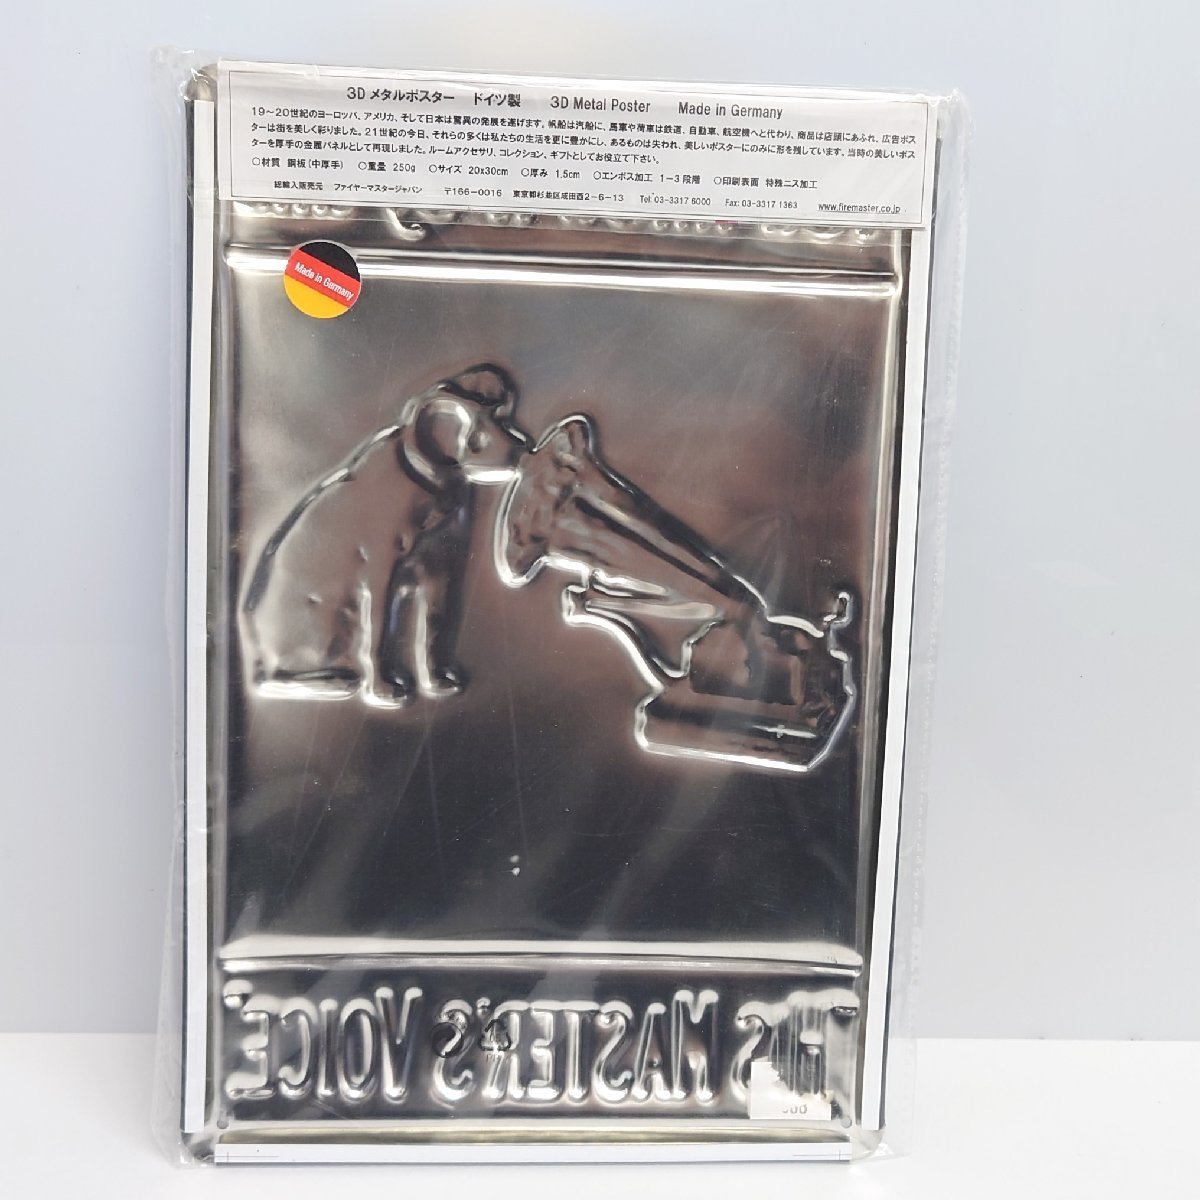 3D メタルポスター ドイツ製 3D Metal Poster Made in Germany
19〜20世紀のヨーロッパ、アメリカ、そして日本は驚異の発展を遂げます。帆船は汽船に、馬車や荷車は鉄道、自動車、航空機へと代わり、商品は店頭にあふれ、広告ポス
ターは街を美しく彩りました。21世紀の今日、それらの多くは私たちの生活を更に豊かにし、あるものは失われ、美しいポスターにのみに形を残しています。当時の美しいポス
ターを厚手の金属パネルとして再現しました。ルームアクセサリ、コレクション、ギフトとしてお役立て下さい。
○材質 鋼板(中厚手) ○重量 250g ○サイズ 20x30cm ○厚み 1.5cm ○エンボス加工 1−3段階 ○印刷表面 特殊ニス加工
総輸入販売元 ファイヤーマスタージャパン 〒166-0016 東京都杉並区成田西2-6-13 Tel: 03-3317 6000 Fax: 03-3317 1363 www.firemaster.co.jp
Made in Germany
"HIS MASTER'S VOICE"
PP